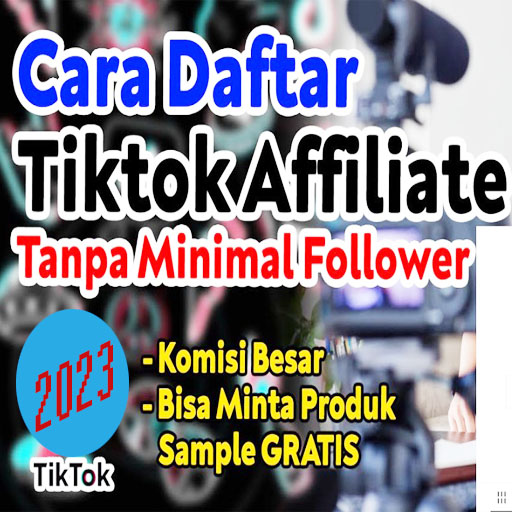 Cara Daftar
Tiktok Affiliate
Tanpa Minimal Follower
2023
- Komisi Besar
- Bisa Minta Produk
Sample GRATIS
TikTok